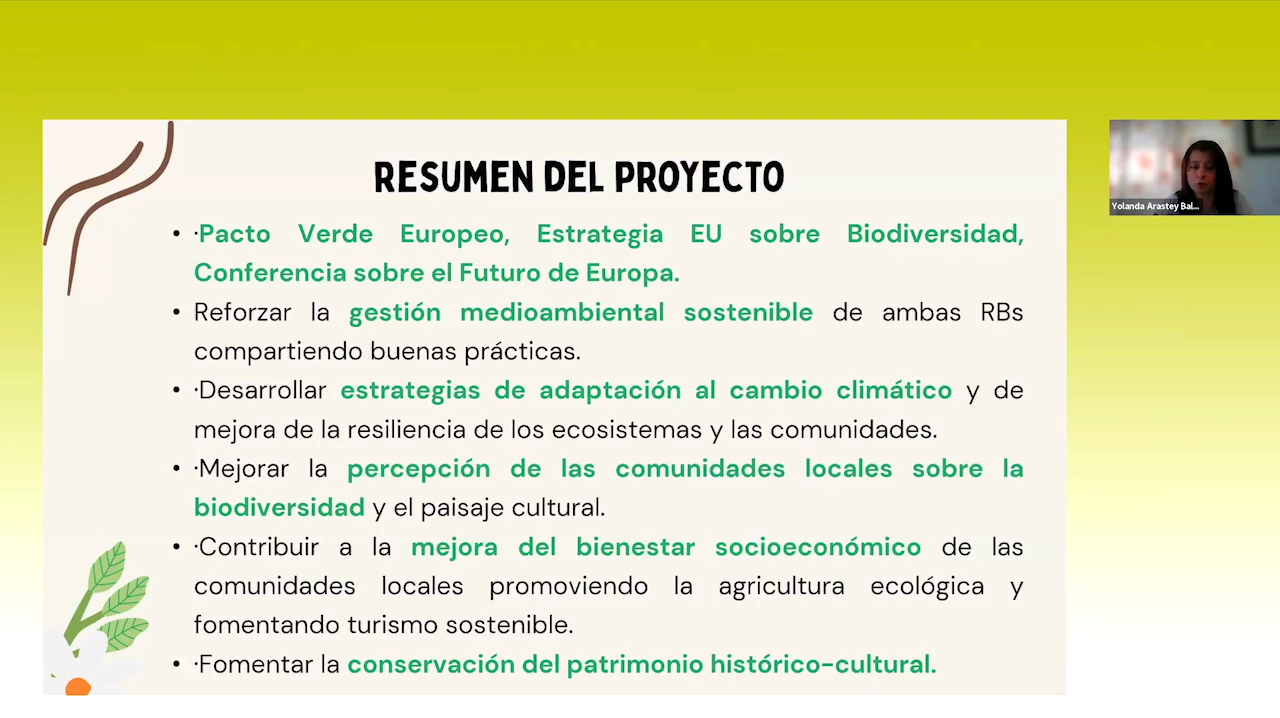 RESUMEN DEL PROYECTO
• ·Pacto Verde Europeo, Estrategia EU sobre Biodiversidad,
Conferencia sobre el Futuro de Europa.
• Reforzar la gestión medioambiental sostenible de ambas RBs
compartiendo buenas prácticas.
• ·Desarrollar estrategias de adaptación al cambio climático y de
mejora de la resiliencia de los ecosistemas y las comunidades.
• ·Mejorar la percepción de las comunidades locales sobre la
biodiversidad y el paisaje cultural.
• ·Contribuir a la mejora del bienestar socioeconómico de las
comunidades locales promoviendo la agricultura ecológica y
fomentando turismo sostenible.
• ·Fomentar la conservación del patrimonio histórico-cultural.
Yolanda Arastey Bal...